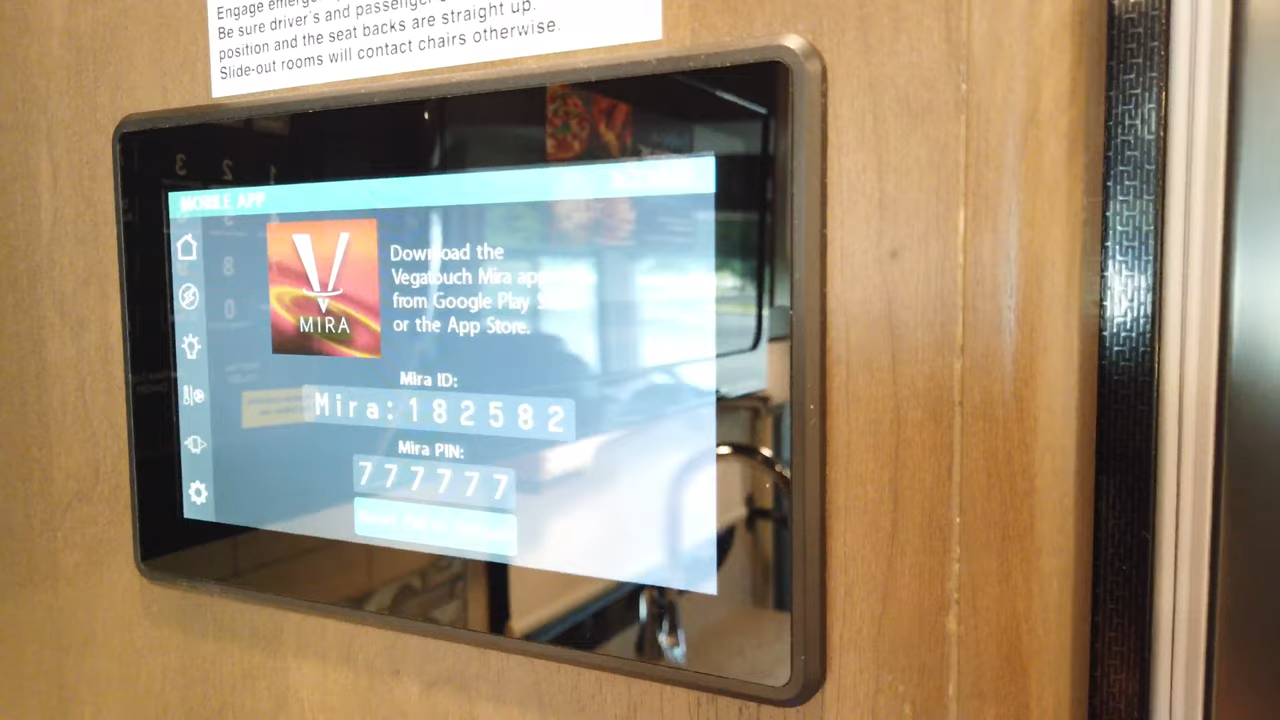 Engage
Be sure driver's and passenger
position and the seat backs are straight up.
Slide-out rooms will contact chairs otherwise.
MOBILE APP
MIRA
Download the
Vegatouch Mira app
from Google Play
or the App Store.
Mira ID:
Mira:182582
Mira PIN:
777777